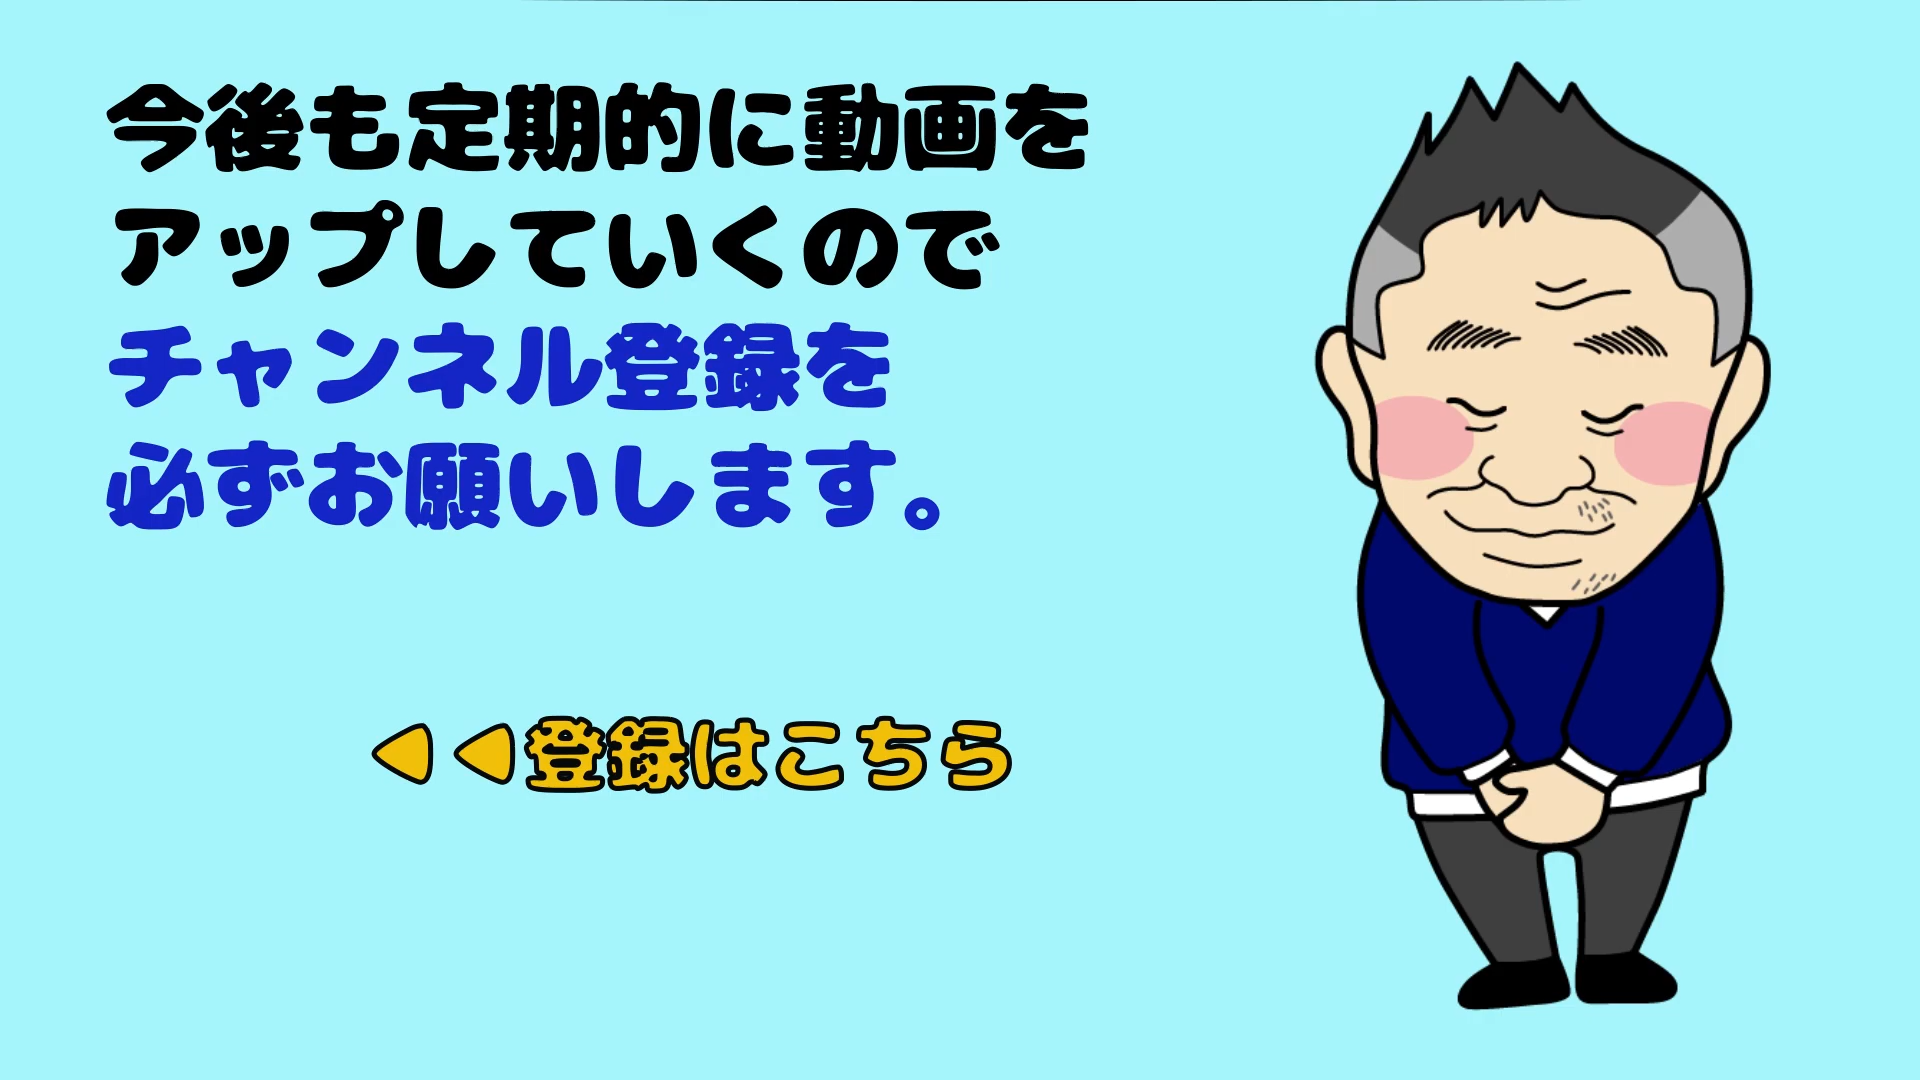 今後も定期的に動画を
アップしていくので
チャンネル登録を
必ずお願いします。
◀◀登録はこちら